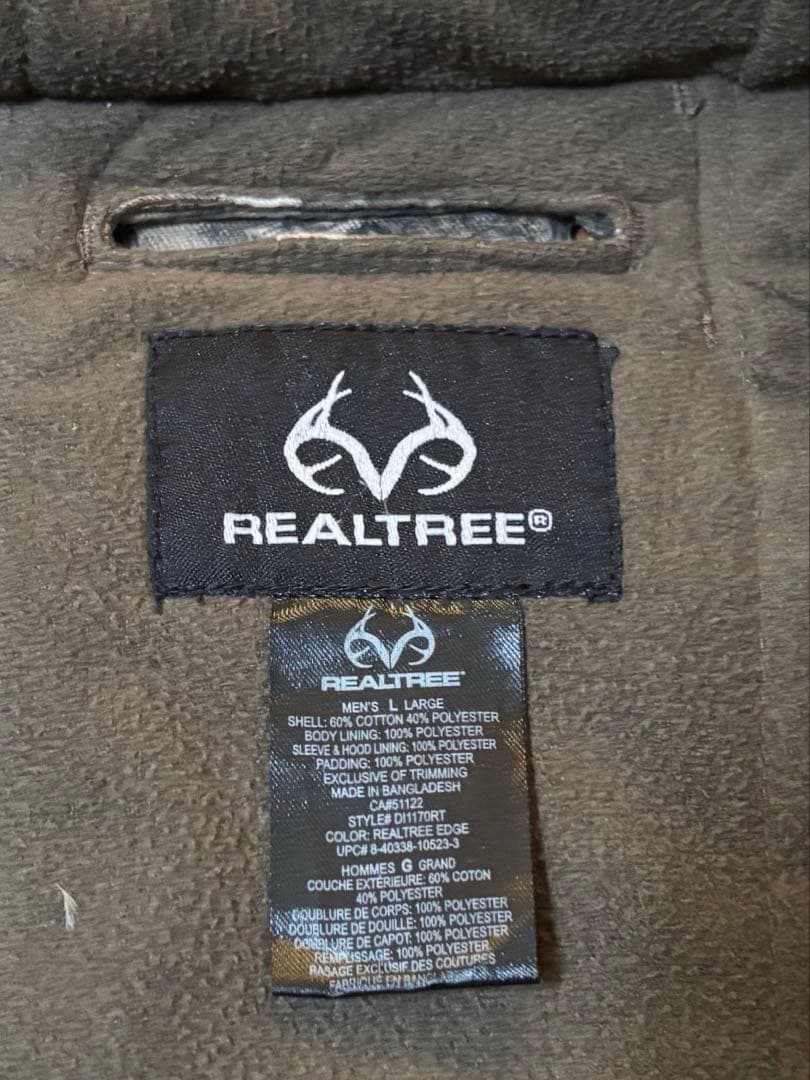 REALTREE®
REALTREE
MEN'S L LARGE
SHELL: 60% COTTON 40% POLYESTER
BODY LINING: 100% POLYESTER
SLEEVE & HOOD LINING: 100% POLYESTER
PADDING: 100% POLYESTER
EXCLUSIVE OF TRIMMING
MADE IN BANGLADESH
CA#51122
STYLE# DI1170RT
COLOR: REALTREE EDGE
UPC# 8-40338-10523-3
HOMMES G GRAND
COUCHE EXTÉRIEURE: 60% COTON
40% POLYESTER
DOUBLURE DE CORPS: 100% POLYESTER
DOUBLURE DE DOUILLE: 100% POLYESTER
DOUBLURE DE CAPOT: 100% POLYESTER
REMPLISSAGE: 100% POLYESTER
RASAGE EXCLUSIF DES COUTURES
FABRIQUÉ EN